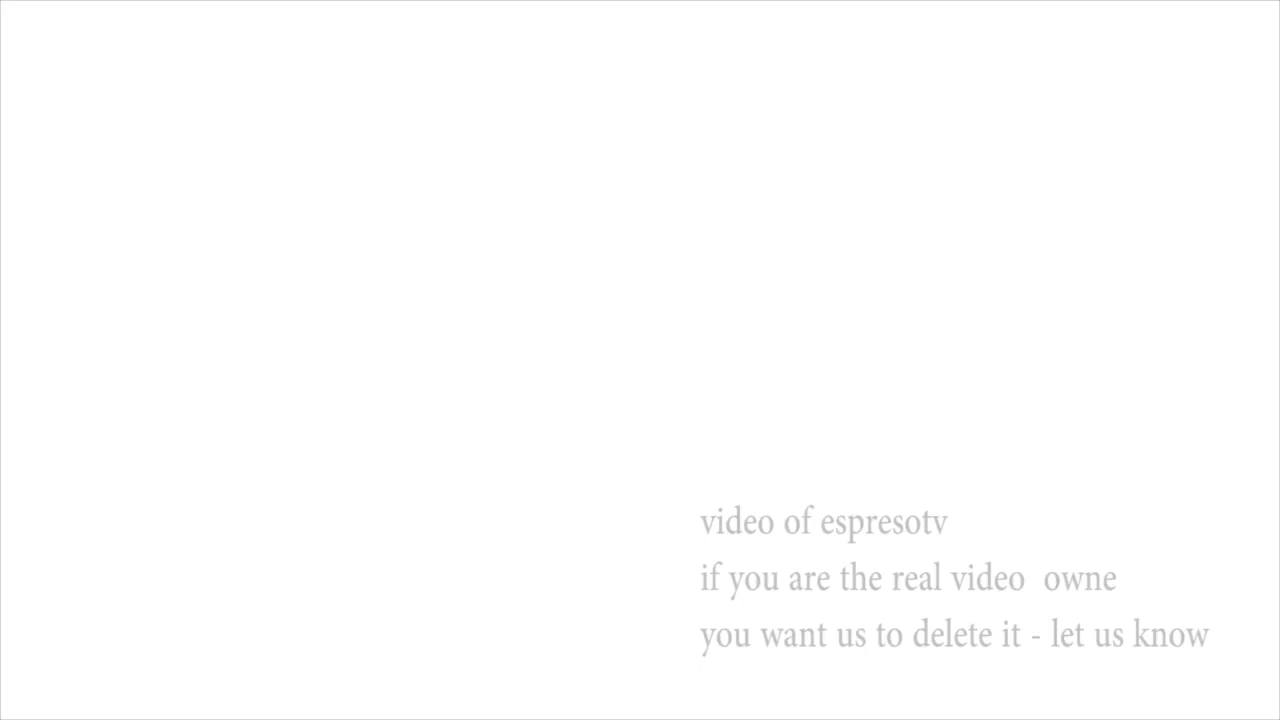 video of espresotv
if you are the real video owne
you want us to delete it - let us know